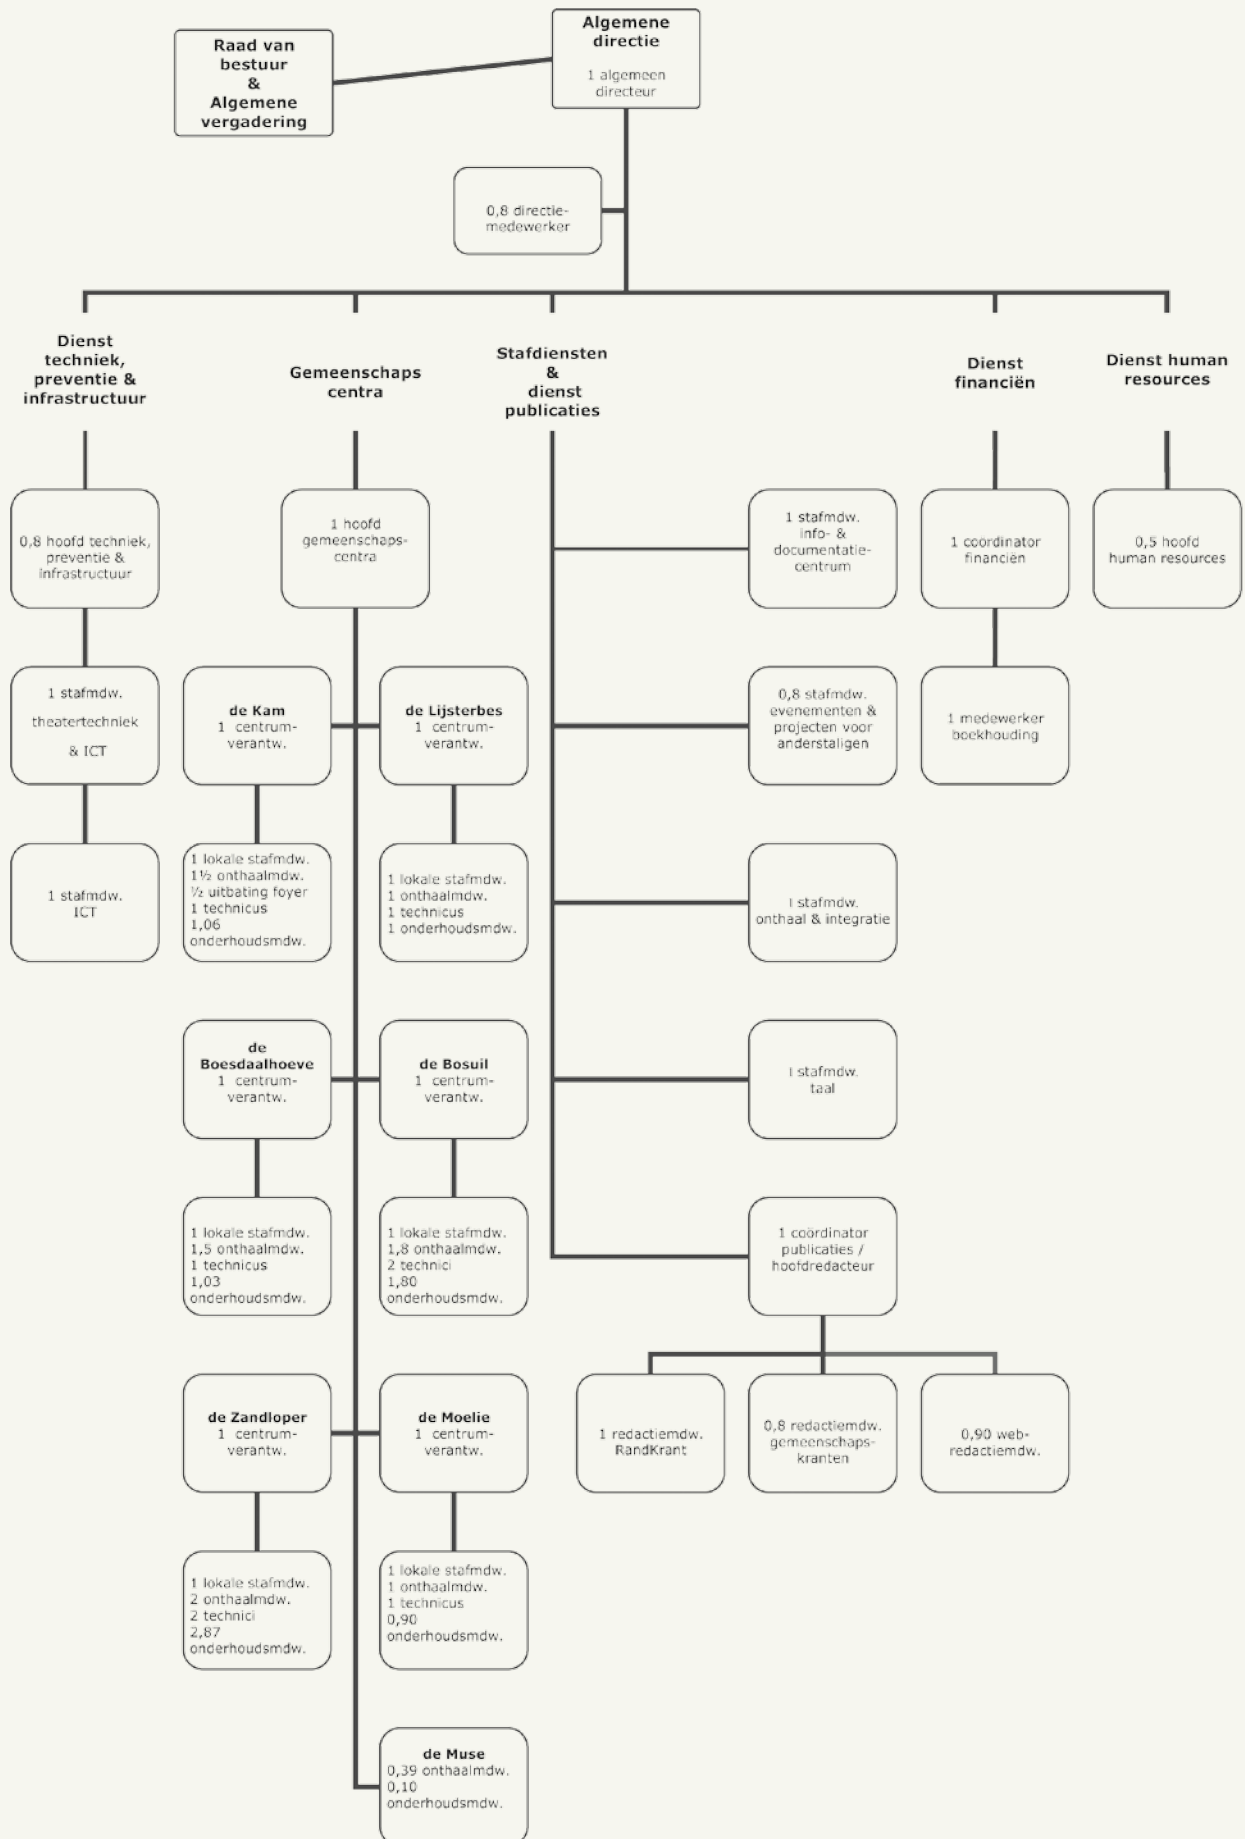 Raad van
bestuur
&
Algemene
vergadering
Algemene
directie
1 algemeen
directeur
0,8 directie-
medewerker
Dienst
techniek,
preventie &
infrastructuur
Gemeenschaps
centra
Stafdiensten
&
dienst
publicaties
Dienst
financiën
Dienst human
resources
0,8 hoofd techniek,
preventie &
infrastructuur
1 hoofd
gemeenschaps-
centra
1 stafmdw.
info- &
documentatie-
centrum
1 coördinator
financiën
0,5 hoofd
human resources
1 stafmdw.
theatertechniek
& ICT
de Kam
1 centrum-
verantw.
de Lijsterbes
1 centrum-
verantw.
0,8 stafmdw.
evenementen &
projecten voor
anderstaligen
1 medewerker
boekhouding
1 stafmdw.
ICT
1 lokale stafmdw.
1½ onthaalmdw.
½ uitbating foyer
1 technicus
1,06
onderhoudsmdw.
1 lokale stafmdw.
1 onthaalmdw.
1 technicus
1 onderhoudsmdw.
1 stafmdw.
onthaal & integratie
de
Boesdaalhoeve
1 centrum-
verantw.
de Bosuil
1 centrum-
verantw.
1 stafmdw.
taal
1 lokale stafmdw.
1,5 onthaalmdw.
1 technicus
1,03
onderhoudsmdw.
1 lokale stafmdw.
1,8 onthaalmdw.
2 technici
1,80
onderhoudsmdw.
1 coördinator
publicaties /
hoofdredacteur
de Zandloper
1 centrum-
verantw.
de Moelie
1 centrum-
verantw.
1 redactiemdw.
RandKrant
0,8 redactiemdw.
gemeenschaps-
kranten
0,90 web-
redactiemdw.
1 lokale stafmdw.
2 onthaalmdw.
2 technici
2,87
onderhoudsmdw.
1 lokale stafmdw.
1 onthaalmdw.
1 technicus
0,90
onderhoudsmdw.
de Muse
0,39 onthaalmdw.
0,10
onderhoudsmdw.